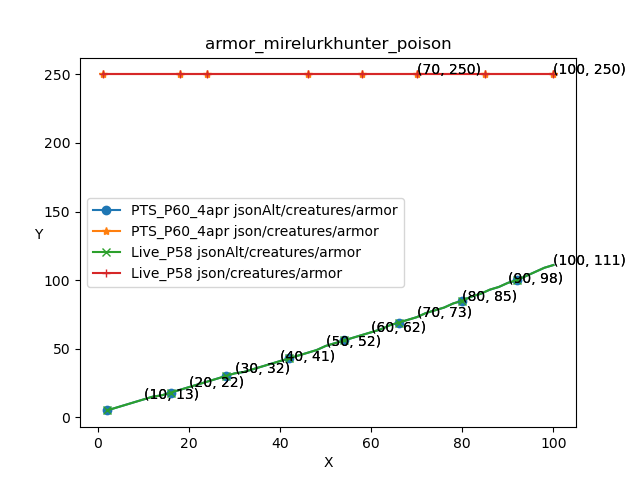 armor_mirelurkhunter_poison
250
(70, 250)
(100, 250)
200
150
PTS_P60_4apr jsonAlt/creatures/armor
PTS_P60_4apr json/creatures/armor
Live_P58 jsonAlt/creatures/armor
Live_P58 json/creatures/armor
Y
100
(100, 111)
(90, 98)
(80, 85)
(70, 73)
(60, 62)
50
(50, 52)
(40, 41)
(30, 32)
(20, 22)
(10, 13)
0
0 20 40 60 80 100
X